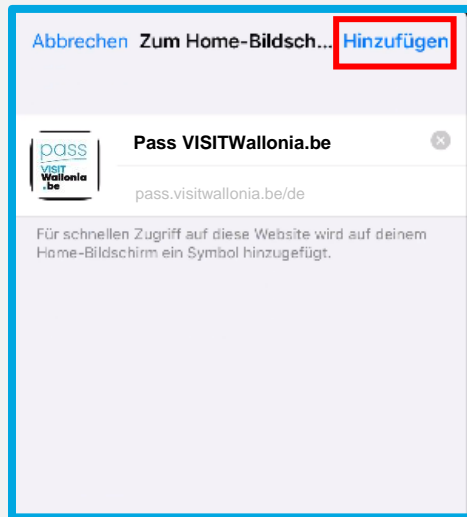 Abbrechen Zum Home-Bildsch... Hinzufügen
pass
VISIT
Wallonia
.be
Pass VISITWallonia.be
pass.visitwallonia.be/de
Für schnellen Zugriff auf diese Website wird auf deinem
Home-Bildschirm ein Symbol hinzugefügt.